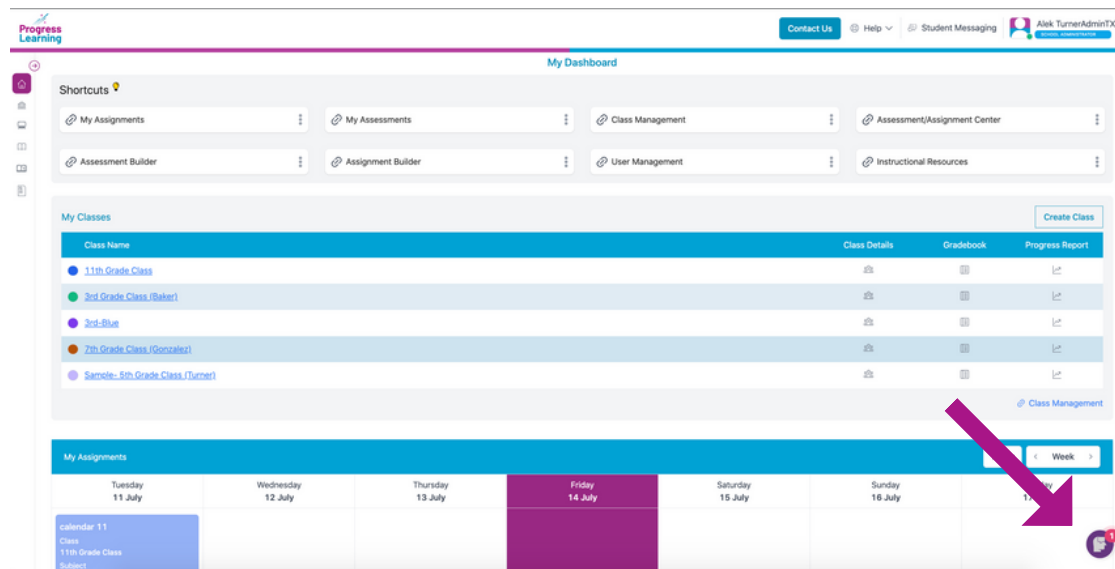 Progress
Learning
Contact Us
Help
Student Messaging
Alek TurnerAdminTX
SCHOOL ADMINISTRATOR
My Dashboard
Shortcuts
My Assignments
My Assessments
Class Management
Assessment/Assignment Center
Assessment Builder
Assignment Builder
User Management
Instructional Resources
My Classes
Create Class
Class Name Class Details Gradebook Progress Report
11th Grade Class
3rd Grade Class (Baker)
3rd-Blue
7th Grade Class (Gonzalez)
Sample- 5th Grade Class (Turner)
Class Management
My Assignments
Week
Tuesday Wednesday Thursday Friday Saturday Sunday
11 July 12 July 13 July 14 July 15 July 16 July
calendar 11
Class
11th Grade Class
Subject
1